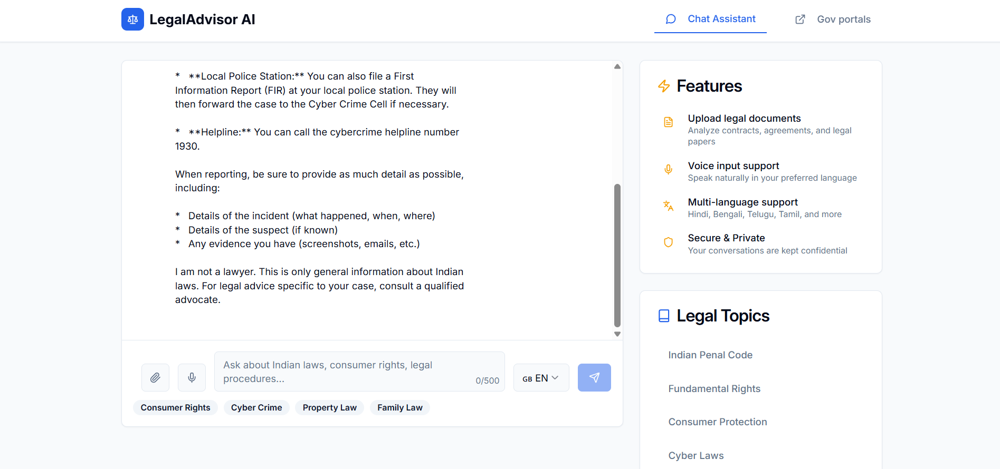 LegalAdvisor AI
Chat Assistant
Gov portals
*   **Local Police Station:** You can also file a First
Information Report (FIR) at your local police station. They will
then forward the case to the Cyber Crime Cell if necessary.
*   **Helpline:** You can call the cybercrime helpline number
1930.
When reporting, be sure to provide as much detail as possible,
including:
*   Details of the incident (what happened, when, where)
*   Details of the suspect (if known)
*   Any evidence you have (screenshots, emails, etc.)
I am not a lawyer. This is only general information about Indian
laws. For legal advice specific to your case, consult a qualified
advocate.
Ask about Indian laws, consumer rights, legal
procedures...
0/500
GB EN
Consumer Rights
Cyber Crime
Property Law
Family Law
Features
Upload legal documents
Analyze contracts, agreements, and legal
papers
Voice input support
Speak naturally in your preferred language
Multi-language support
Hindi, Bengali, Telugu, Tamil, and more
Secure & Private
Your conversations are kept confidential
Legal Topics
Indian Penal Code
Fundamental Rights
Consumer Protection
Cyber Laws